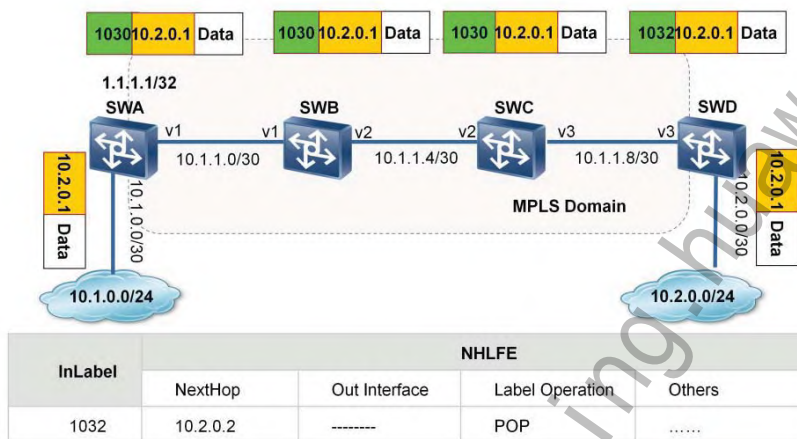 1030 10.2.0.1 Data
1030 10.2.0.1 Data
1030 10.2.0.1 Data
1032 10.2.0.1 Data
1.1.1.1/32
SWA
SWB
SWC
SWD
v1
v1
v2
v2
v3
v3
10.1.1.0/30
10.1.1.4/30
10.1.1.8/30
10.2.0.1 Data
10.1.0.0/30
MPLS Domain
10.2.0.0/30
10.2.0.1 Data
10.1.0.0/24
10.2.0.0/24
InLabel
NHLFE
NextHop Out Interface Label Operation Others
1032 10.2.0.2 -------- POP ……
ing.huaw